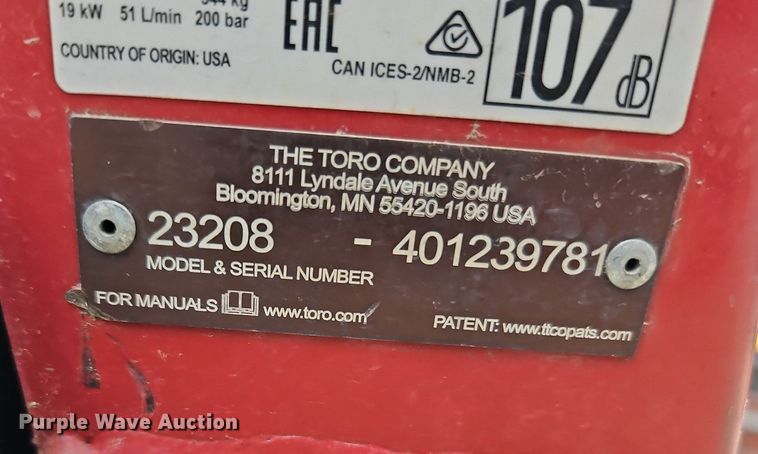 344 kg
19 kW 51 L/min 200 bar
EAC
COUNTRY OF ORIGIN: USA
CAN ICES-2/NMB-2
107 dB
THE TORO COMPANY
8111 Lyndale Avenue South
Bloomington, MN 55420-1196 USA
23208 - 401239781
MODEL & SERIAL NUMBER
FOR MANUALS www.toro.com
PATENT: www.ttcopats.com
Purple Wave Auction